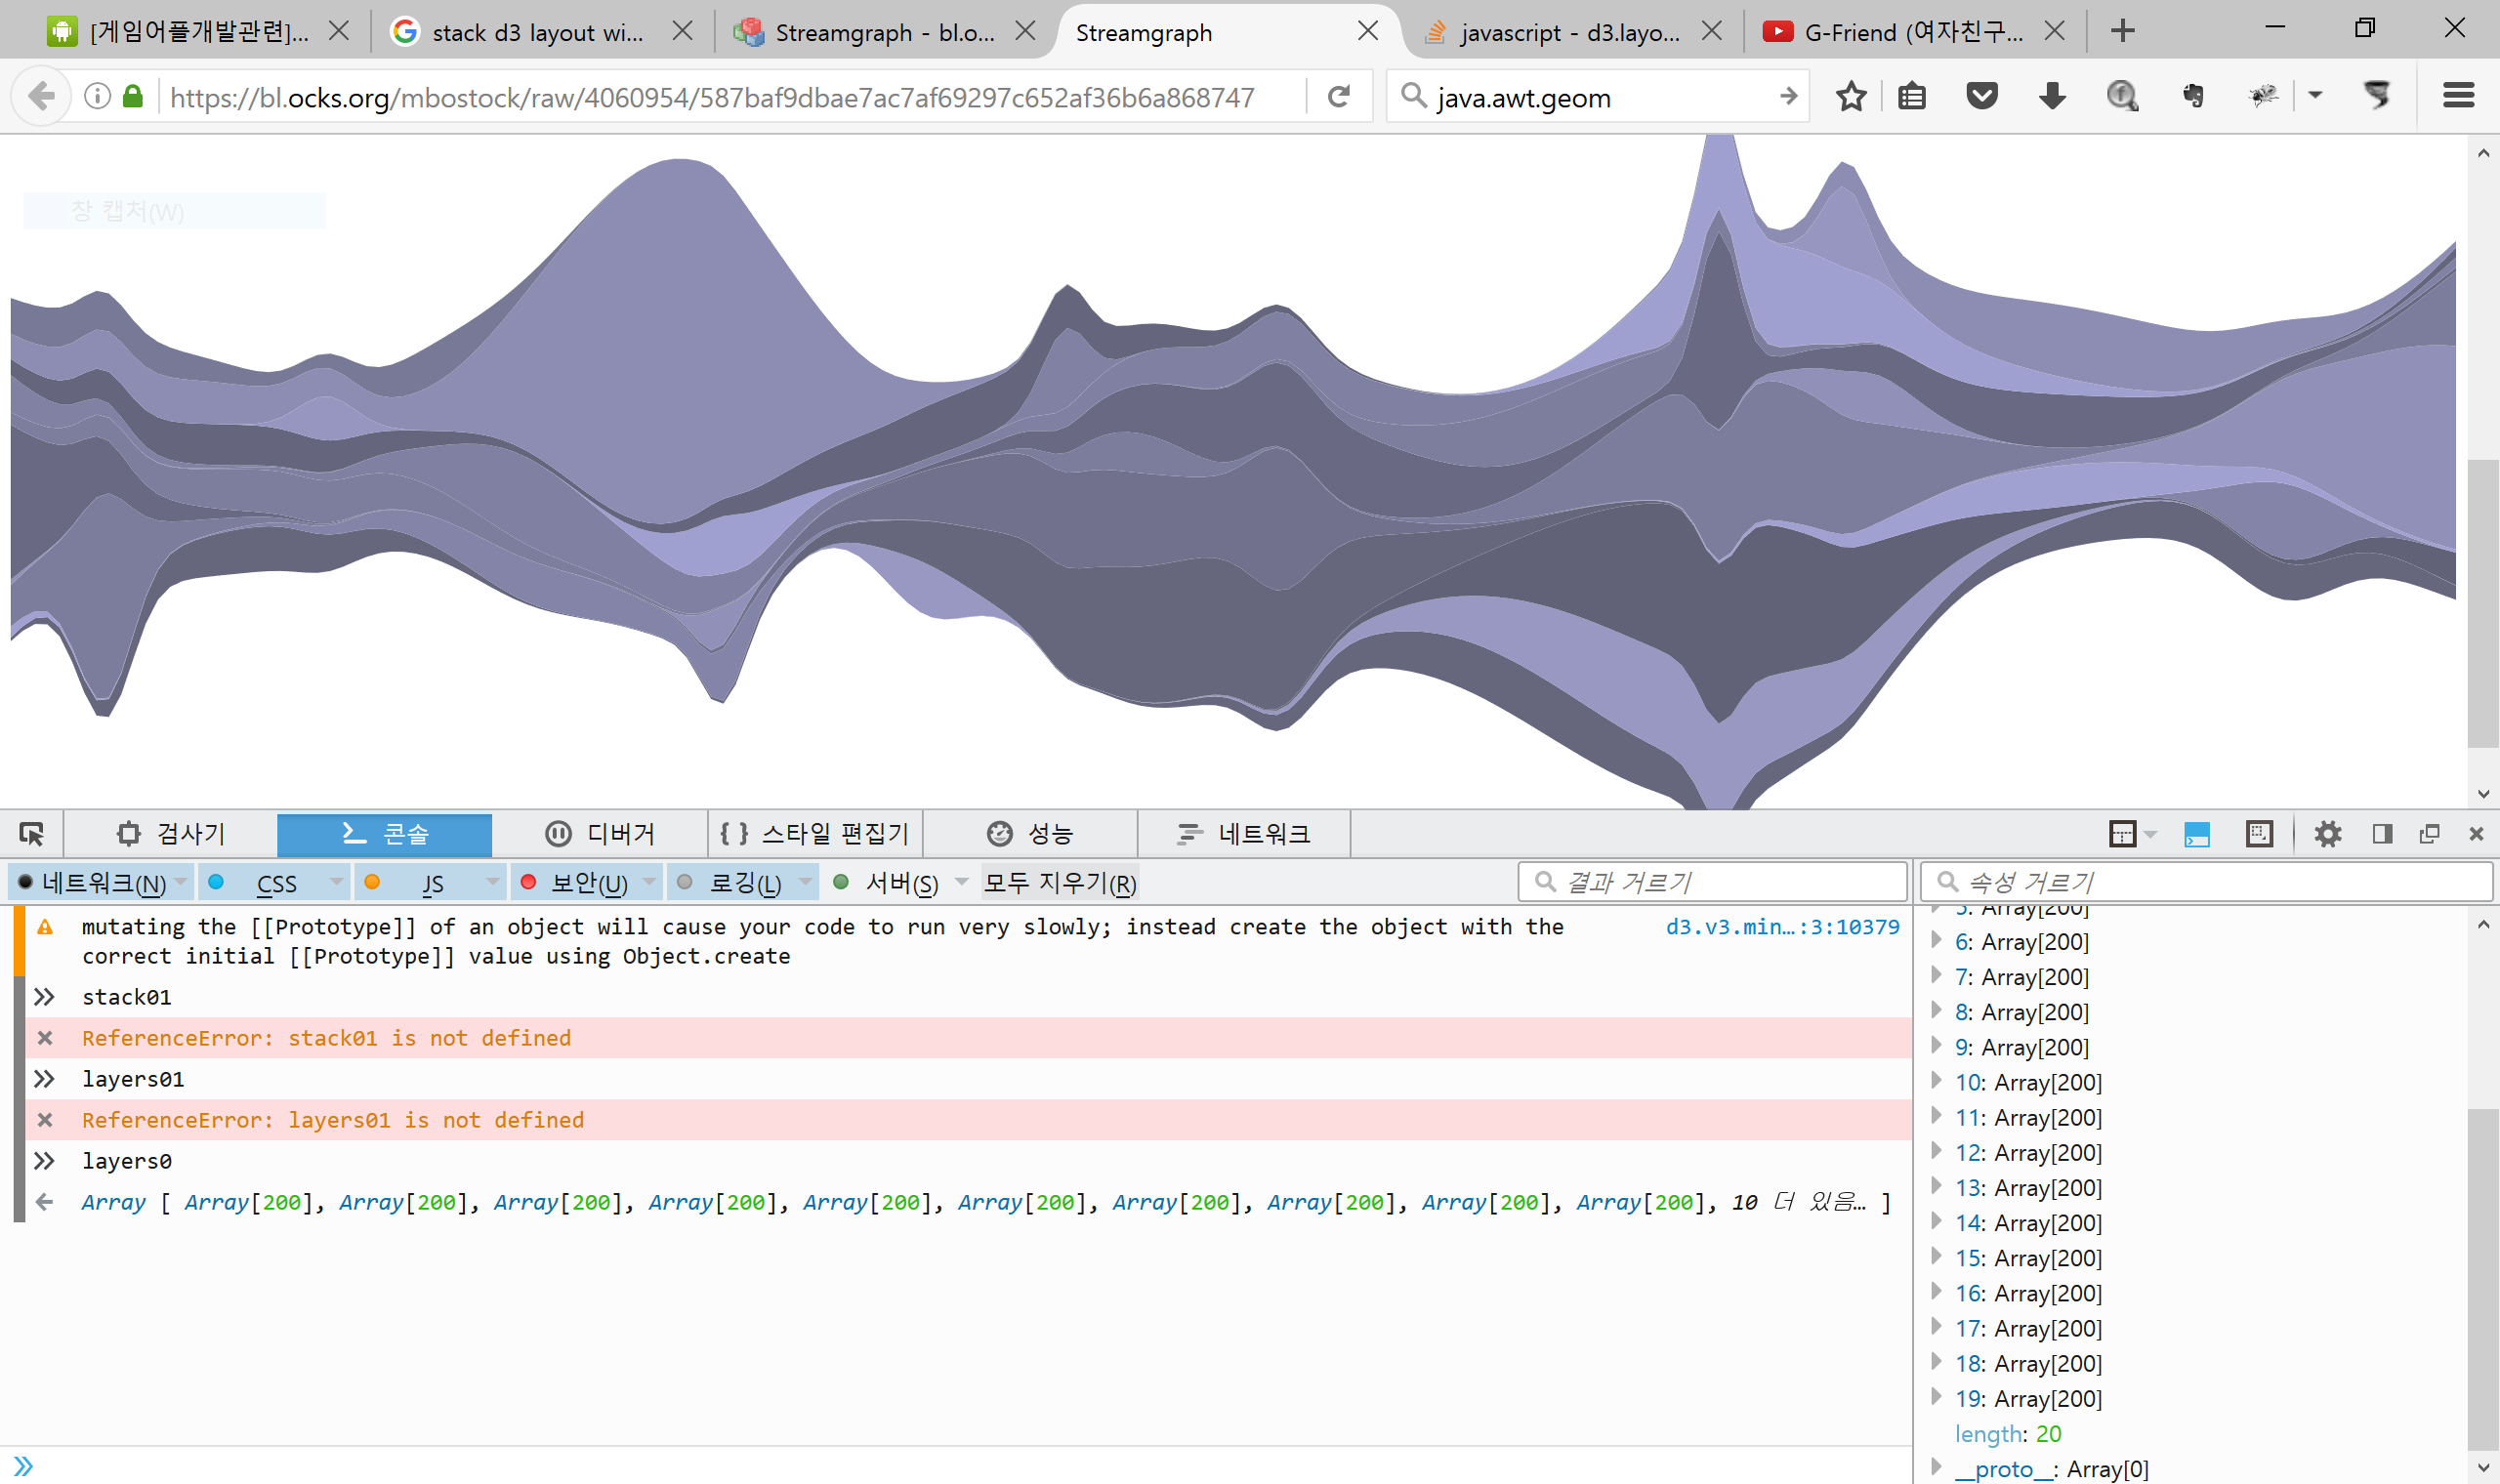 [게임어플개발관련]...
stack d3 layout wi...
Streamgraph - bl.o...
Streamgraph
javascript - d3.layo...
G-Friend (여자친구...
https://bl.ocks.org/mbostock/raw/4060954/587baf9dbae7ac7af69297c652af36b6a868747
java.awt.geom
창 캡처(W)
검사기
콘솔
디버거
{ } 스타일 편집기
성능
네트워크
네트워크(N)
CSS
JS
보안(U)
로깅(L)
서버(S)
모두 지우기(R)
결과 거르기
속성 거르기
mutating the [[Prototype]] of an object will cause your code to run very slowly; instead create the object with the
correct initial [[Prototype]] value using Object.create
d3.v3.min…:3:10379
stack01
ReferenceError: stack01 is not defined
layers01
ReferenceError: layers01 is not defined
layers0
Array [ Array[200], Array[200], Array[200], Array[200], Array[200], Array[200], Array[200], Array[200], Array[200], Array[200], 10 더 있음… ]
5: Array[200]
6: Array[200]
7: Array[200]
8: Array[200]
9: Array[200]
10: Array[200]
11: Array[200]
12: Array[200]
13: Array[200]
14: Array[200]
15: Array[200]
16: Array[200]
17: Array[200]
18: Array[200]
19: Array[200]
length: 20
__proto__: Array[0]